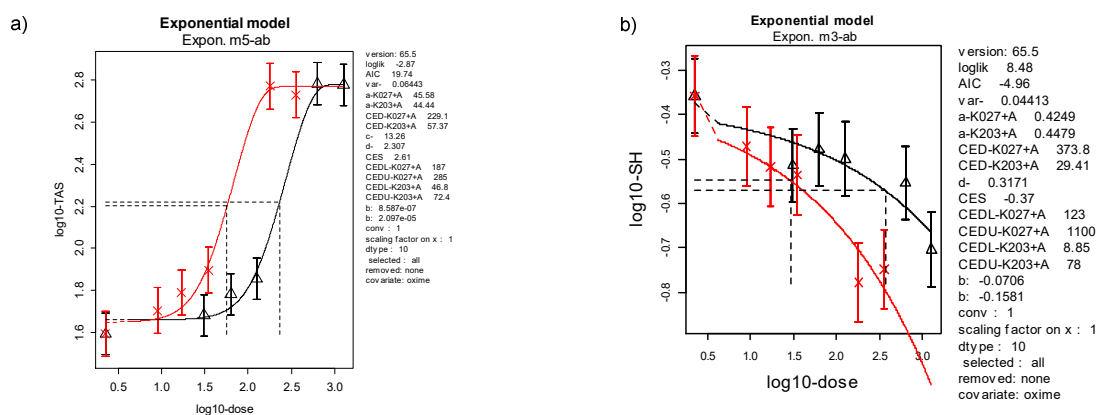 a)
Exponential model
Expon. m5-ab
log10-TAS
2.8
2.6
2.4
2.2
2.0
1.8
1.6
0.5 1.0 1.5 2.0 2.5 3.0
log10-dose
version: 65.5
loglik -2.87
AIC 19.74
var- 0.06443
a-K027+A 45.58
a-K203+A 44.44
CED-K027+A 229.1
CED-K203+A 57.37
c- 13.26
d- 2.307
CES 2.61
CEDL-K027+A 187
CEDU-K027+A 285
CEDL-K203+A 46.8
CEDU-K203+A 72.4
b: 8.587e-07
b: 2.097e-05
conv : 1
scaling factor on x : 1
dtype : 10
selected : all
removed: none
covariate: oxime
b)
Exponential model
Expon. m3-ab
log10-SH
-0.3
-0.4
-0.5
-0.6
-0.7
-0.8
0.5 1.0 1.5 2.0 2.5 3.0
log10-dose
version: 65.5
loglik 8.48
AIC -4.96
var- 0.04413
a-K027+A 0.4249
a-K203+A 0.4479
CED-K027+A 373.8
CED-K203+A 29.41
d- 0.3171
CES -0.37
CEDL-K027+A 123
CEDU-K027+A 1100
CEDL-K203+A 8.85
CEDU-K203+A 78
b: -0.0706
b: -0.1581
conv : 1
scaling factor on x : 1
dtype : 10
selected : all
removed: none
covariate: oxime